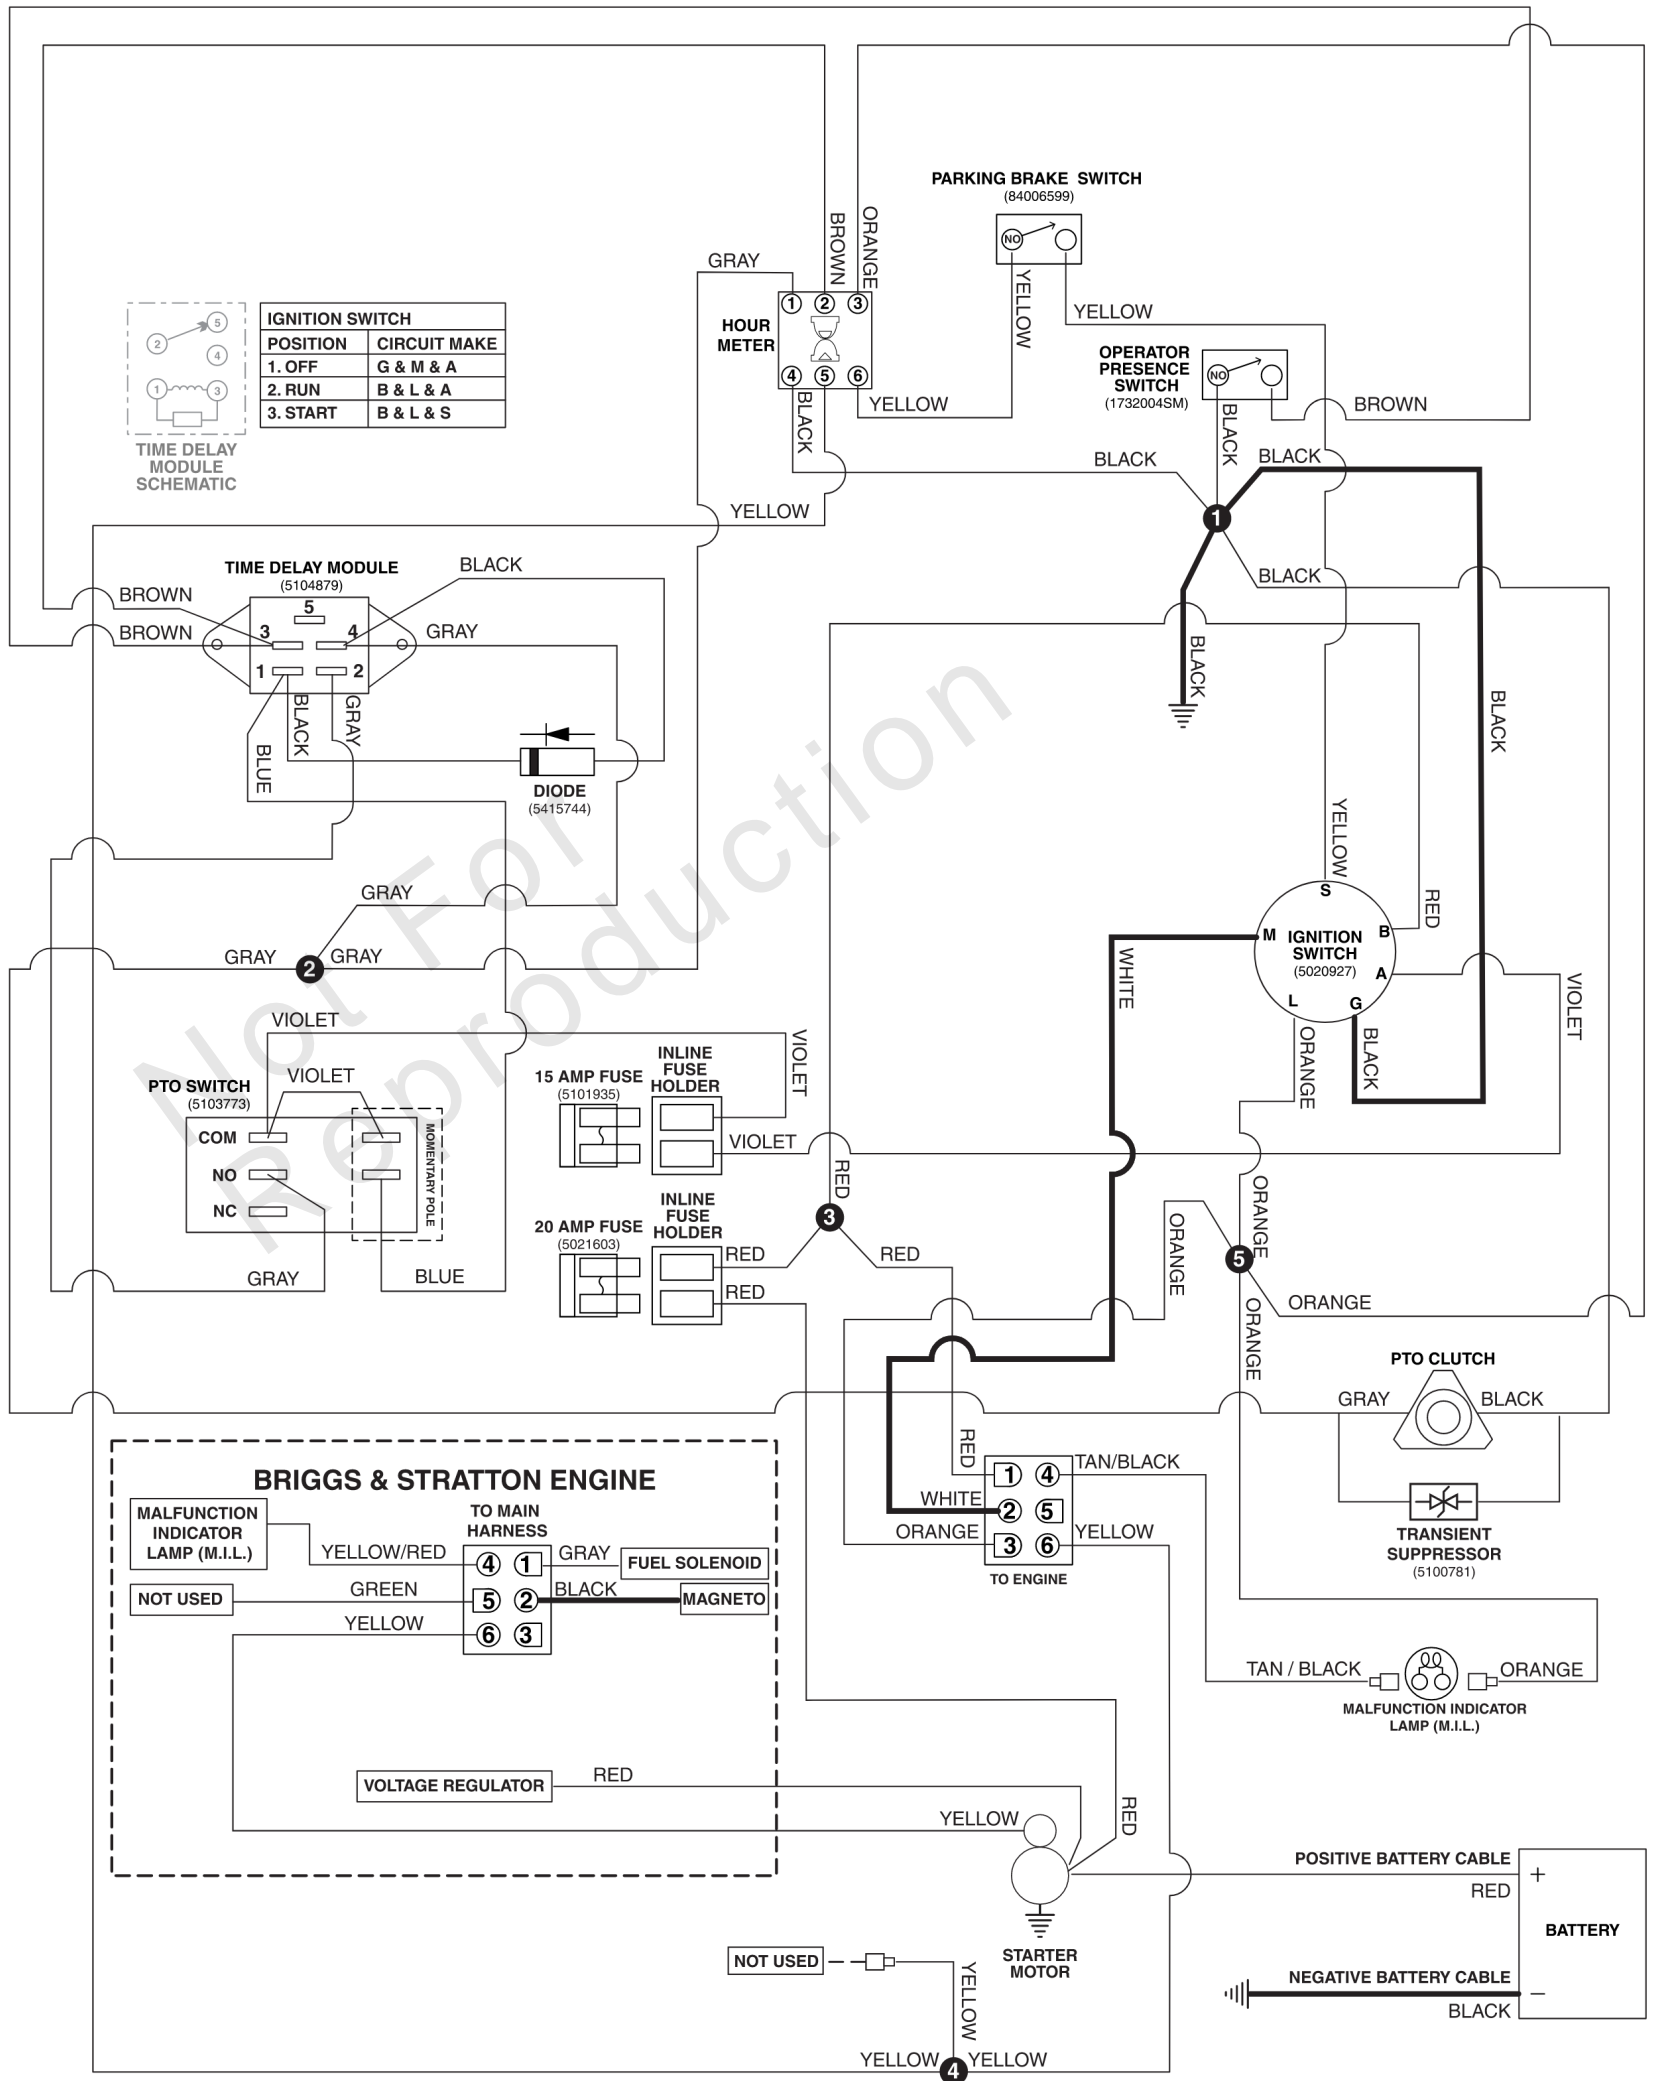 PARKING BRAKE SWITCH
(84006599)
NO
YELLOW
YELLOW
BROWN
ORANGE
GRAY
1 2 3
HOUR
METER
4 5 6
BLACK
YELLOW
OPERATOR
PRESENCE
SWITCH
(1732004SM)
NO
BLACK
BROWN
5
2
4
1
3
TIME DELAY
MODULE
SCHEMATIC
IGNITION SWITCH
POSITION CIRCUIT MAKE
1. OFF G & M & A
2. RUN B & L & A
3. START B & L & S
BLACK
BLACK
1
YELLOW
BLACK
BLACK
BLACK
TIME DELAY MODULE
(5104879)
BLACK
BROWN
BROWN
GRAY
5
3 4
1 2
BLACK
GRAY
BLUE
DIODE
(5415744)
GRAY
GRAY
2
GRAY
Not For
Reproduction
YELLOW
RED
S
M
B
IGNITION
SWITCH
(5020927)
A
L
G
WHITE
ORANGE
BLACK
VIOLET
VIOLET
VIOLET
VIOLET
PTO SWITCH
(5103773)
COM
NO
NC
MOMENTARY POLE
GRAY
BLUE
15 AMP FUSE
(5101935)
INLINE
FUSE
HOLDER
VIOLET
RED
3
20 AMP FUSE
(5021603)
INLINE
FUSE
HOLDER
RED
RED
RED
ORANGE
ORANGE
5
ORANGE
ORANGE
PTO CLUTCH
GRAY
BLACK
TRANSIENT
SUPPRESSOR
(5100781)
RED
1 4
TAN/BLACK
WHITE
2 5
ORANGE
3 6
YELLOW
TO ENGINE
BRIGGS & STRATTON ENGINE
MALFUNCTION
INDICATOR
LAMP (M.I.L.)
TO MAIN
HARNESS
YELLOW/RED
4 1
GRAY
FUEL SOLENOID
NOT USED
GREEN
5 2
BLACK
MAGNETO
YELLOW
6 3
TAN / BLACK
ORANGE
MALFUNCTION INDICATOR
LAMP (M.I.L.)
VOLTAGE REGULATOR
RED
RED
YELLOW
STARTER
MOTOR
POSITIVE BATTERY CABLE
RED
+
BATTERY
NEGATIVE BATTERY CABLE
BLACK
−
NOT USED
YELLOW
YELLOW
4
YELLOW